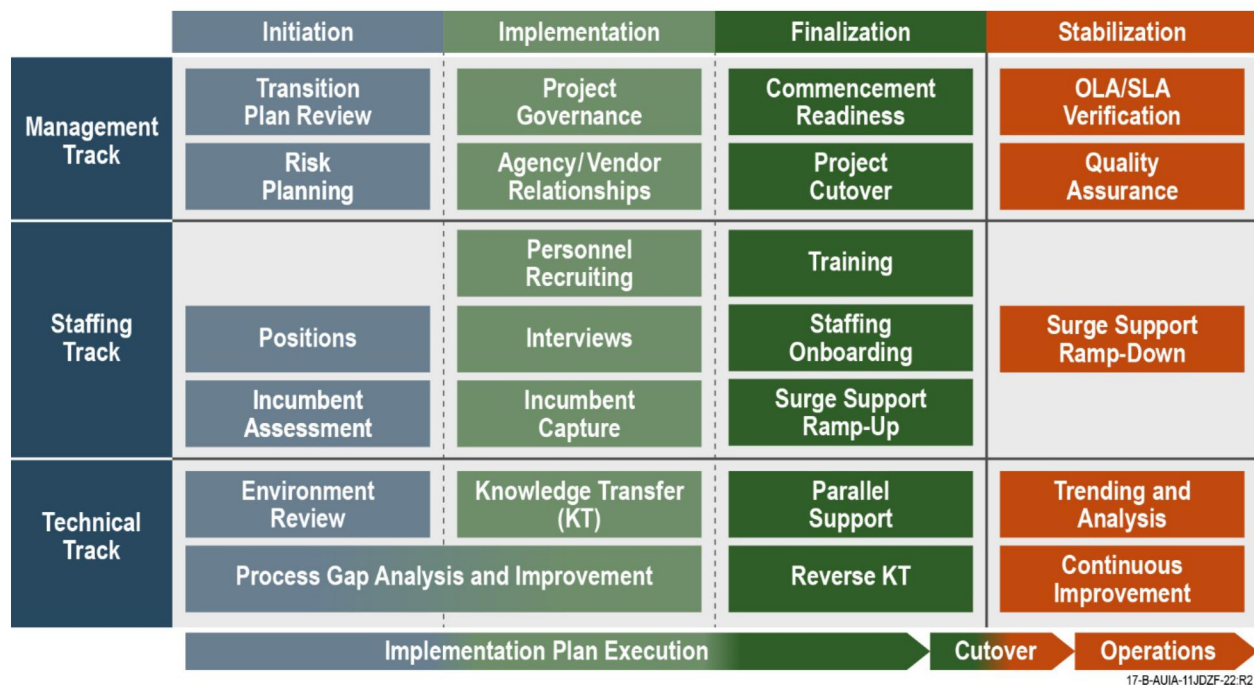 Initiation
Implementation
Finalization
Stabilization
Management
Track
Transition
Plan Review
Project
Governance
Commencement
Readiness
OLA/SLA
Verification
Risk
Planning
Agency/Vendor
Relationships
Project
Cutover
Quality
Assurance
Staffing
Track
Personnel
Recruiting
Training
Positions
Interviews
Staffing
Onboarding
Surge Support
Ramp-Down
Incumbent
Assessment
Incumbent
Capture
Surge Support
Ramp-Up
Technical
Track
Environment
Review
Knowledge Transfer
(KT)
Parallel
Support
Trending and
Analysis
Process Gap Analysis and Improvement
Reverse KT
Continuous
Improvement
Implementation Plan Execution
Cutover
Operations
17-B-AUIA-11JDZF-22:R2